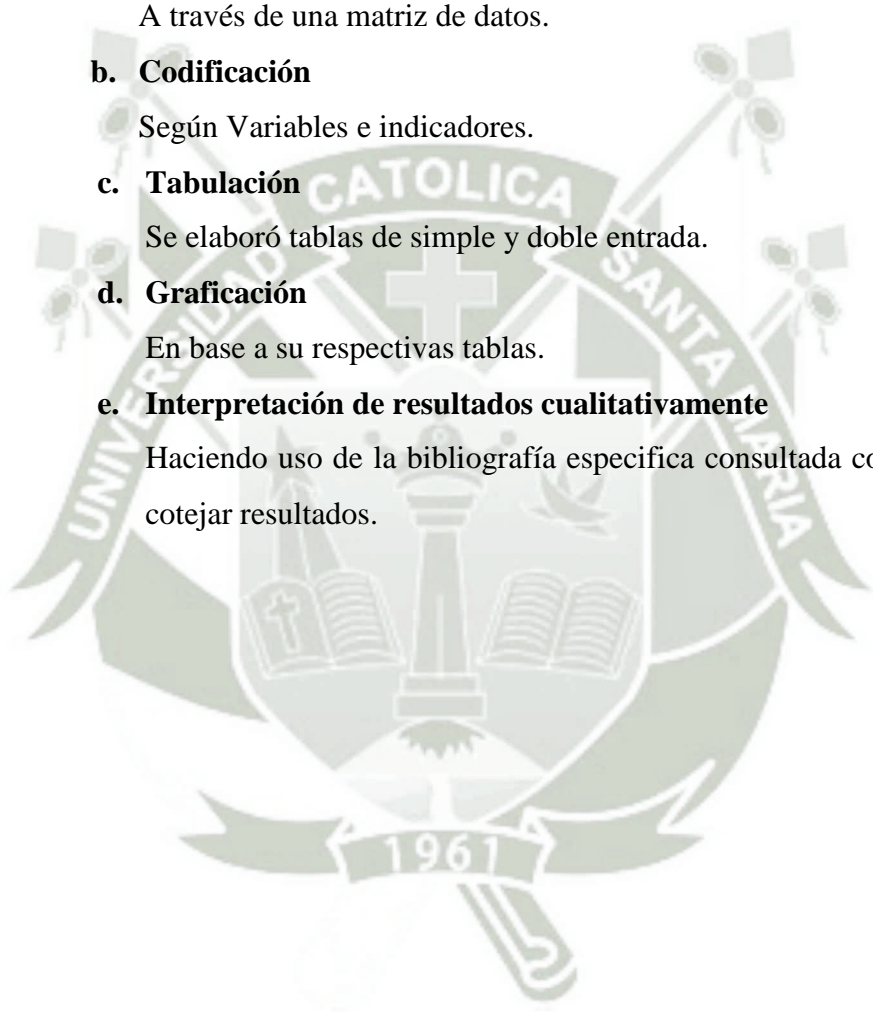 A través de una matriz de datos.
b. Codificación
Según Variables e indicadores.
c. Tabulación
CATOLICA
Se elaboró tablas de simple y doble entrada.
UNIVERSIDAD
SANTA MARIA
d. Graficación
En base a su respectivas tablas.
e. Interpretación de resultados cualitativamente
Haciendo uso de la bibliografía especifica consultada
cotejar resultados.
1961